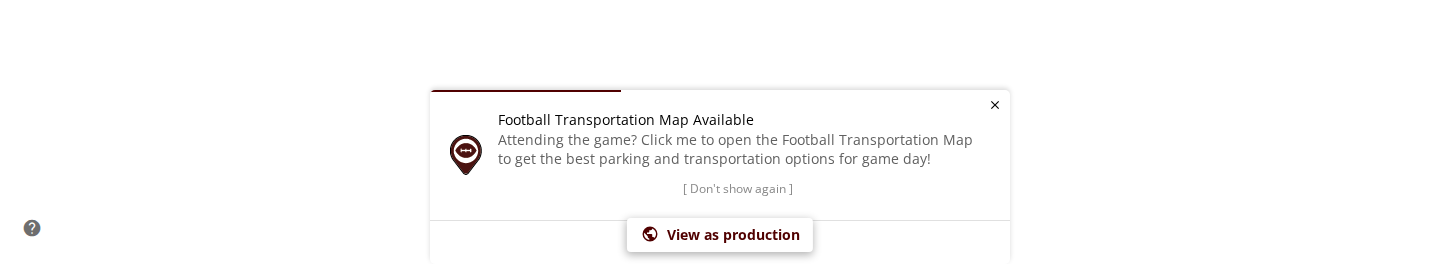 Football Transportation Map Available
Attending the game? Click me to open the Football Transportation Map
to get the best parking and transportation options for game day!
[ Don't show again ]
View as production